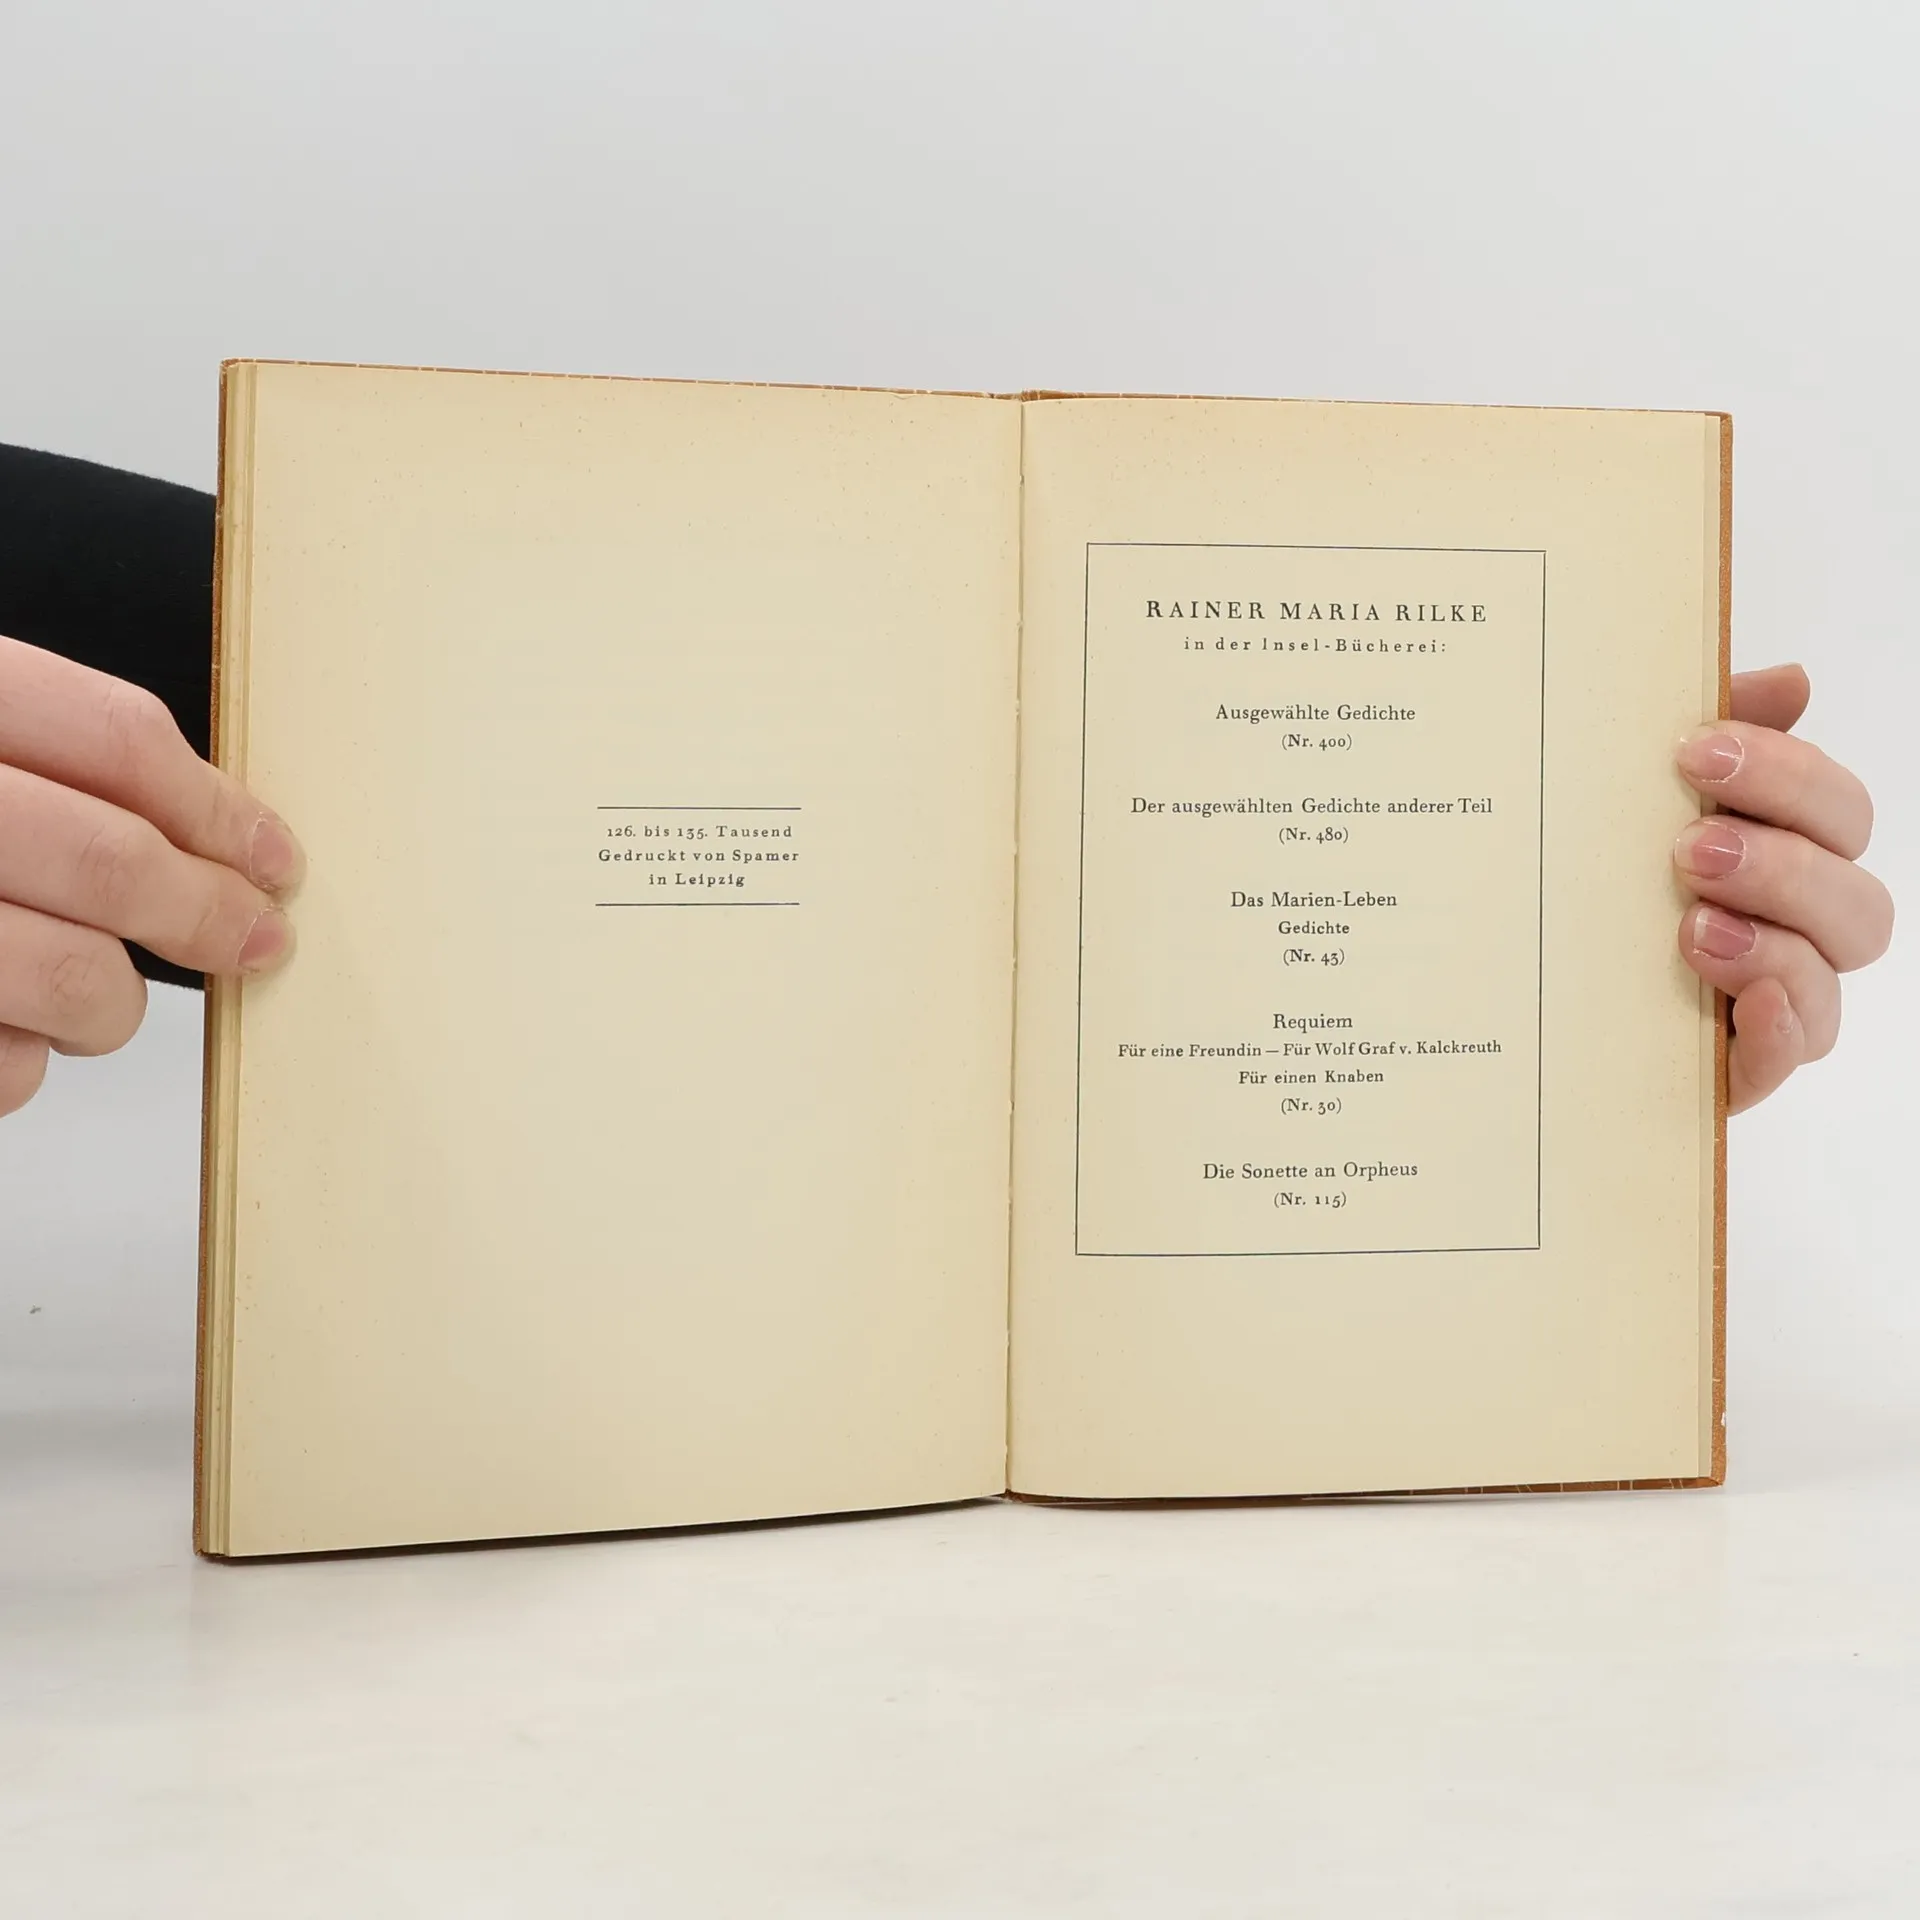 126. bis 135. Tausend
Gedruckt von Spamer
in Leipzig
RAINER MARIA RILKE
in der Insel-Bücherei:
Ausgewählte Gedichte
(Nr. 400)
Der ausgewählten Gedichte anderer Teil
(Nr. 480)
Das Marien-Leben
Gedichte
(Nr. 43)
Requiem
Für eine Freundin — Für Wolf Graf v. Kalckreuth
Für einen Knaben
(Nr. 30)
Die Sonette an Orpheus
(Nr. 115)